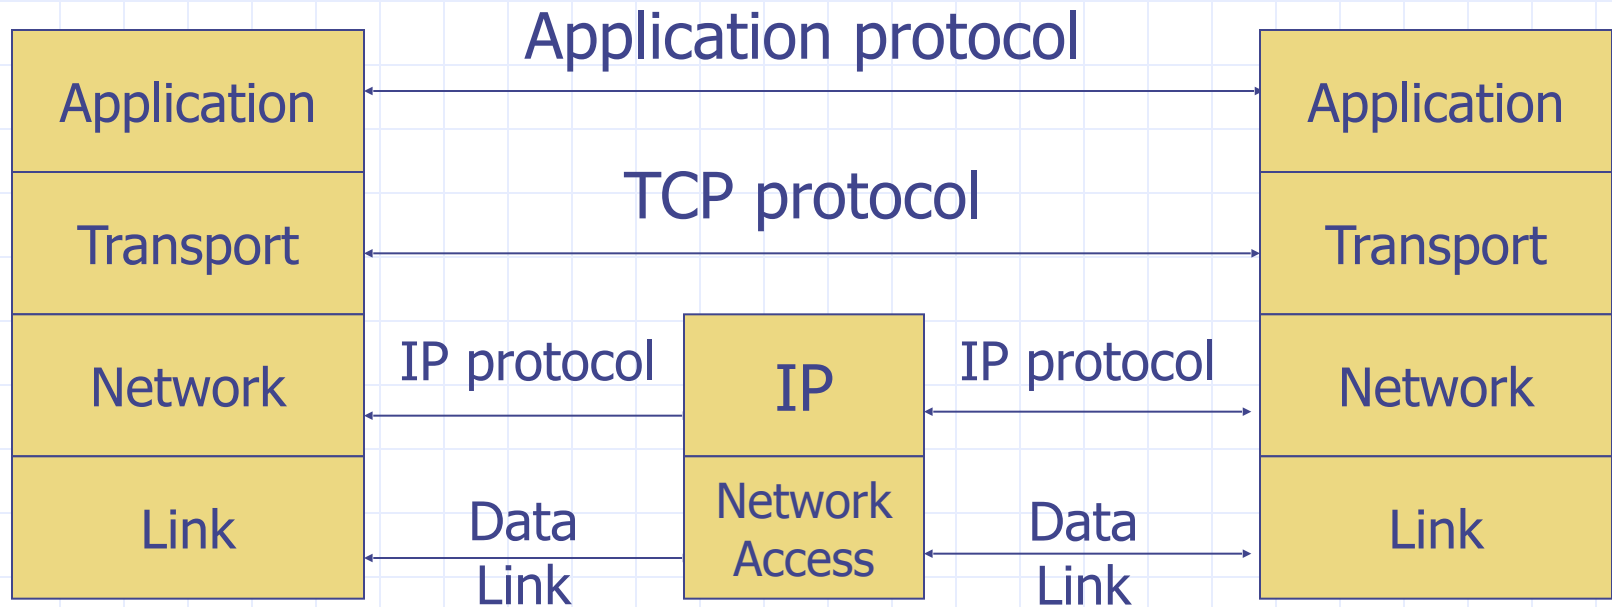 Application protocol
Application
Application
TCP protocol
Transport
Transport
IP protocol
IP
IP protocol
Network
Network
Data
Link
Network
Access
Data
Link
Link
Link